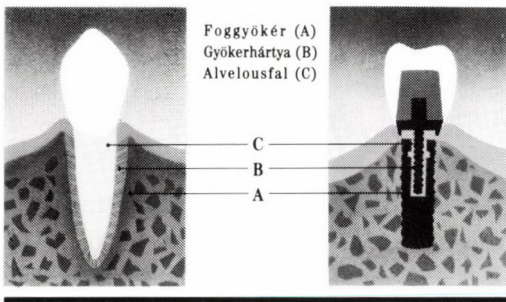 Foggyökér (A)
Gyökerhártya (B)
Alvelousfal (C)
C
B
A